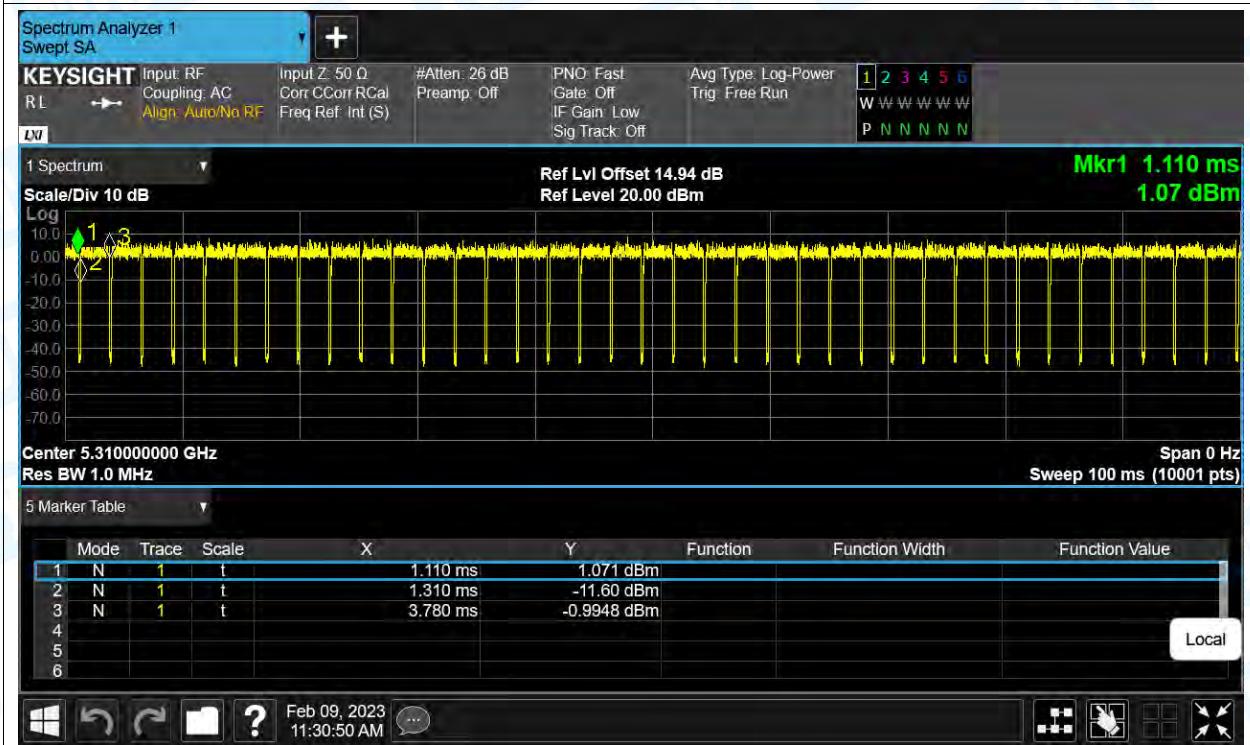 Spectrum Analyzer 1
Swept SA
+
KEYSIGHT Input: RF Input Z: 50 Ω #Atten: 26 dB PNO: Fast Avg Type: Log-Power 1 2 3 4 5 6
R L Coupling: AC Corr CCorr RCal Preamp: Off Gate: Off Trig: Free Run W W W W W W
Align: Auto/No RF Freq Ref: Int (S) IF Gain: Low
LXI Sig Track: Off P N N N N N
1 Spectrum Ref Lvl Offset 14.94 dB Mkr1 1.110 ms
Scale/Div 10 dB Ref Level 20.00 dBm 1.07 dBm
Log
10.0 1 3
0.00 2
-10.0
-20.0
-30.0
-40.0
-50.0
-60.0
-70.0
Center 5.310000000 GHz Span 0 Hz
Res BW 1.0 MHz Sweep 100 ms (10001 pts)
5 Marker Table
Mode Trace Scale X Y Function Function Width Function Value
1 N 1 t 1.110 ms 1.071 dBm
2 N 1 t 1.310 ms -11.60 dBm
3 N 1 t 3.780 ms -0.9948 dBm
4
5
6
Local
? Feb 09, 2023
11:30:50 AM